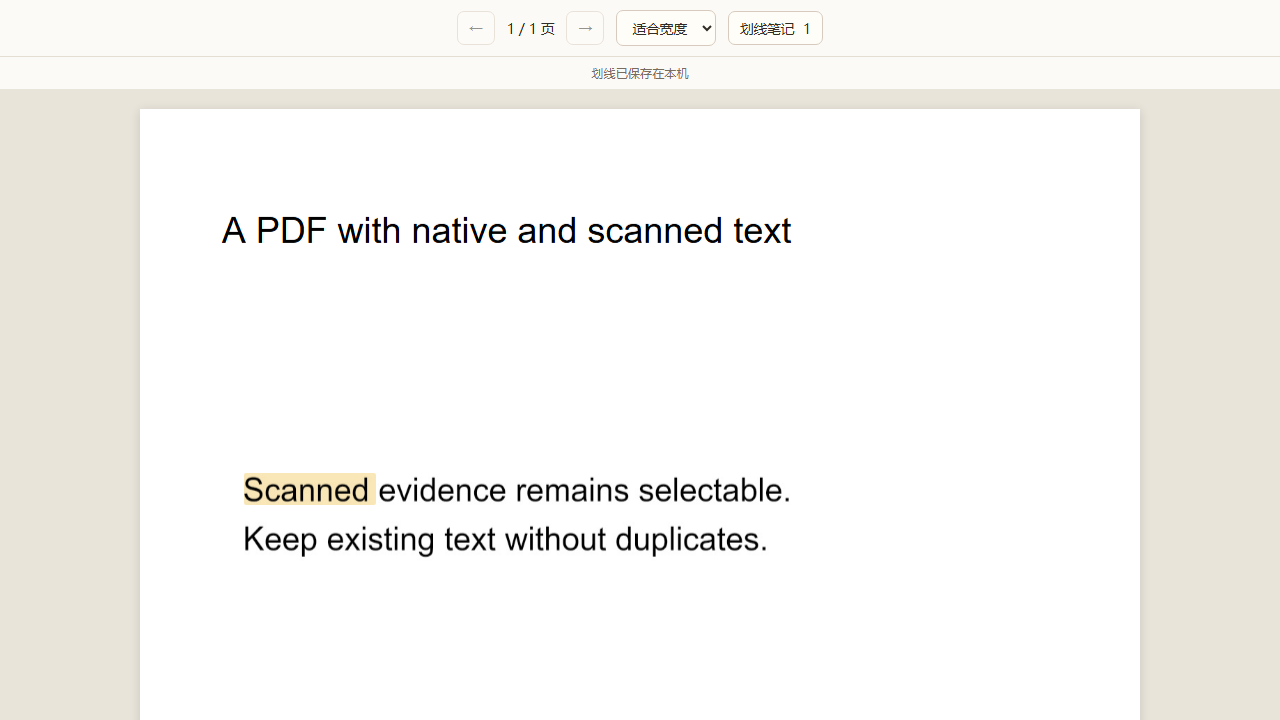 ← 1 / 1 页 → 适合宽度 划线笔记 1
划线已保存在本机
A PDF with native and scanned text
Scanned evidence remains selectable.
Keep existing text without duplicates.